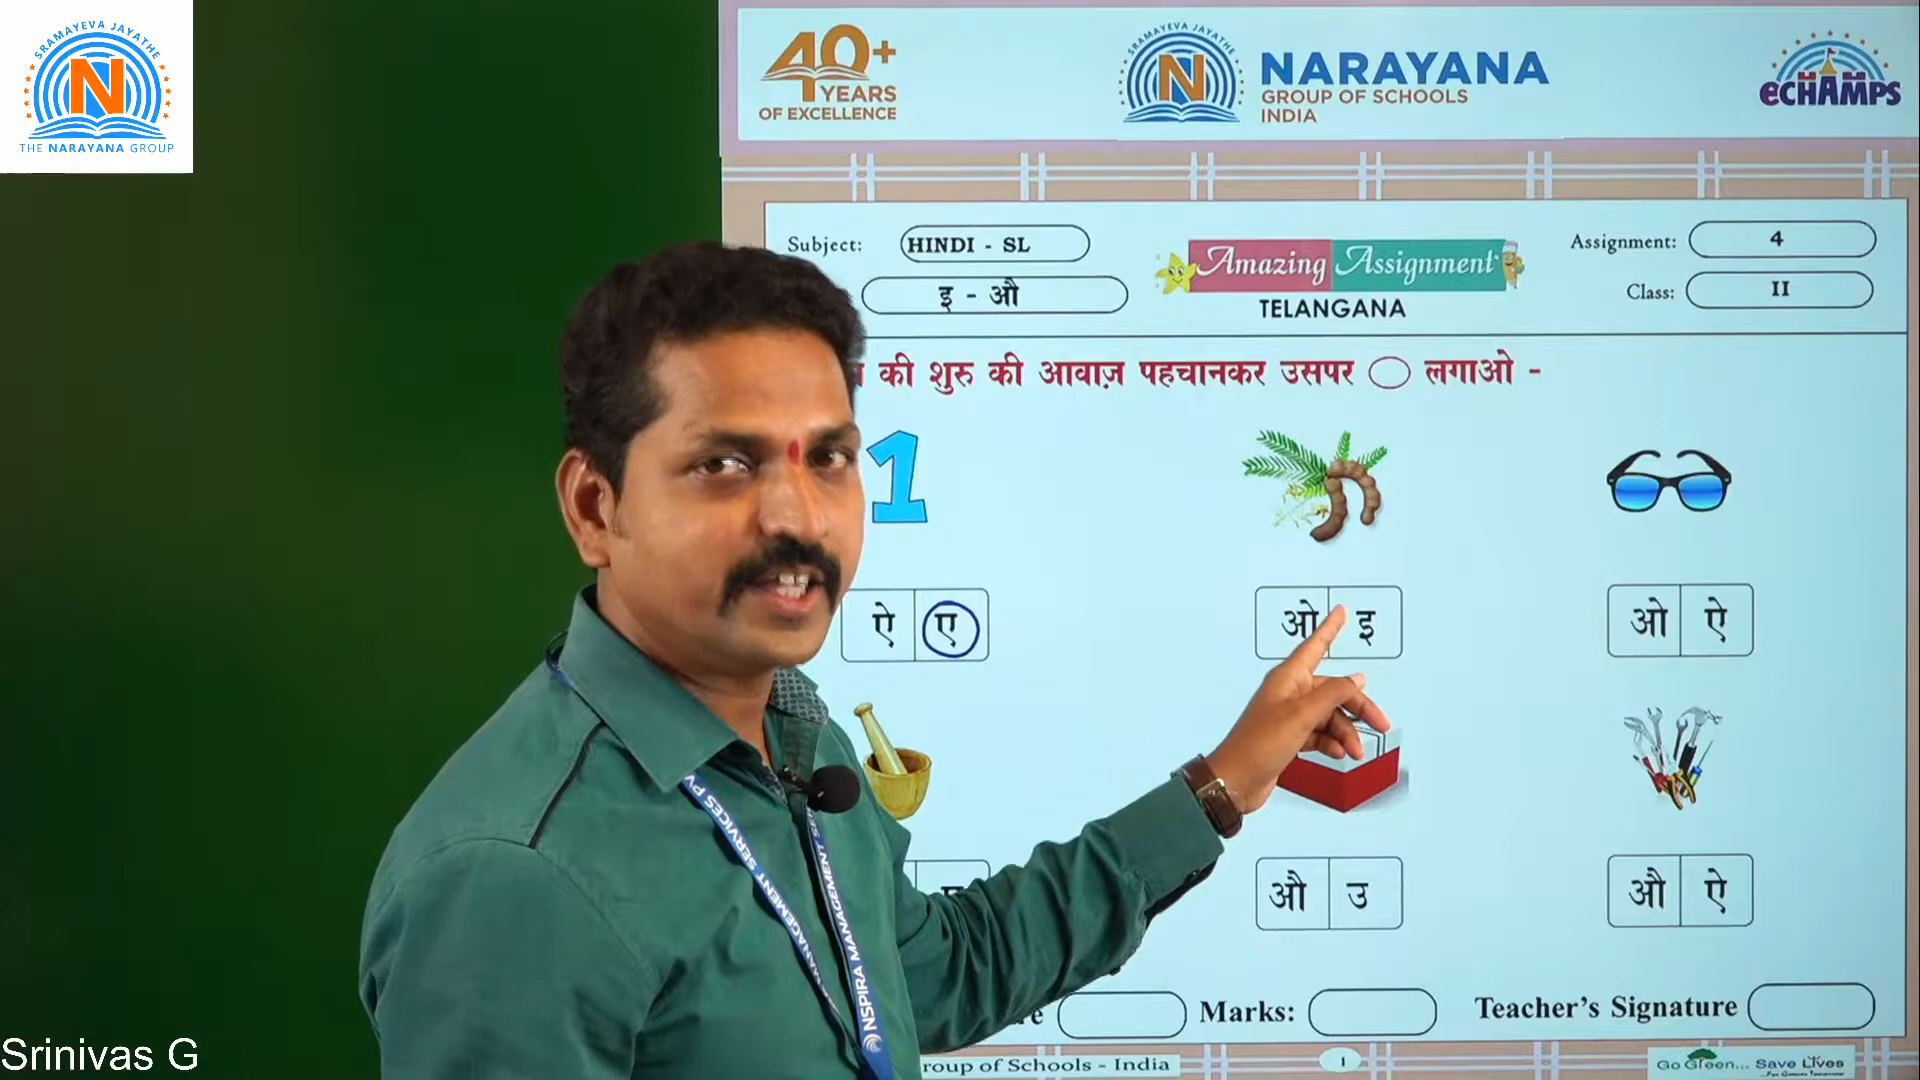 SRAMAYEVA JAYATHE
N
THE NARAYANA GROUP
40+
YEARS
OF EXCELLENCE
SRAMAYEVA JAYATHE
N
NARAYANA
GROUP OF SCHOOLS
INDIA
eCHAMPS
Subject: HINDI - SL
Amazing Assignment
Assignment: 4
इ - औ
TELANGANA
Class: II
की शुरु की आवाज़ पहचानकर उसपर लगाओ -
1
ऐ ए
ओ इ
ओ ऐ
औ उ
औ ऐ
Marks:
Teacher's Signature
roup of Schools - India
1
Go Green... Save Lives
NSPIRA MANAGEMENT SERVICES PV
Srinivas G